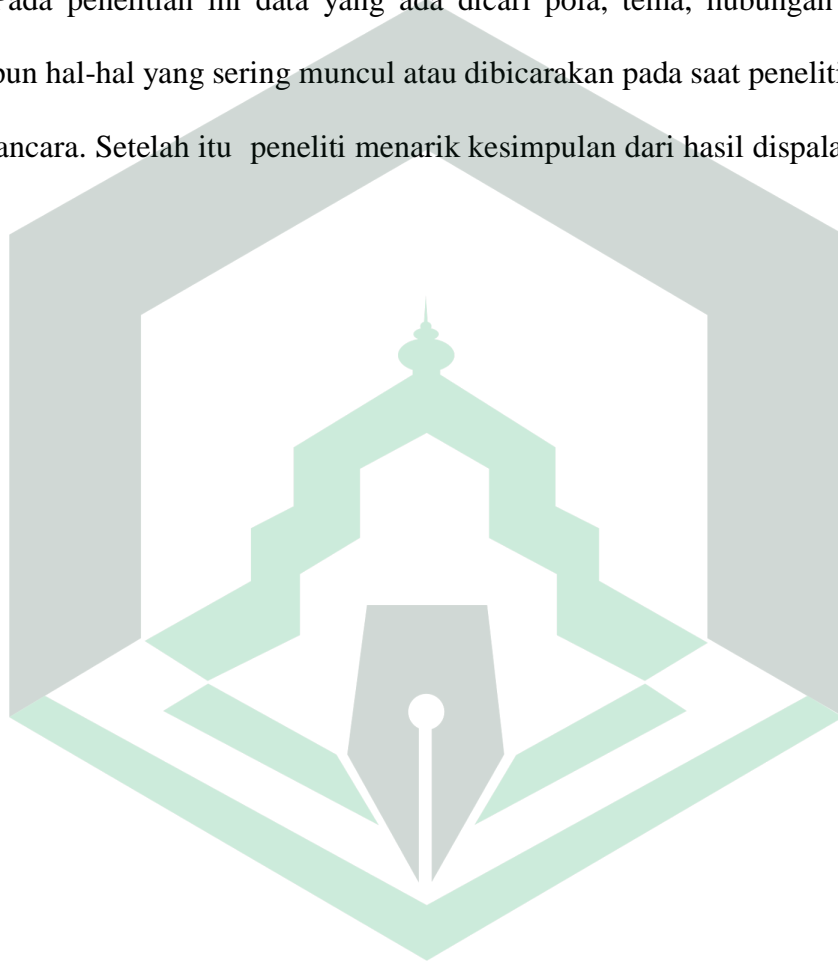 Pada penelitian ini data yang ada dicari pola, tema, hubungan
pun hal-hal yang sering muncul atau dibicarakan pada saat peneliti
ancara. Setelah itu peneliti menarik kesimpulan dari hasil dispala